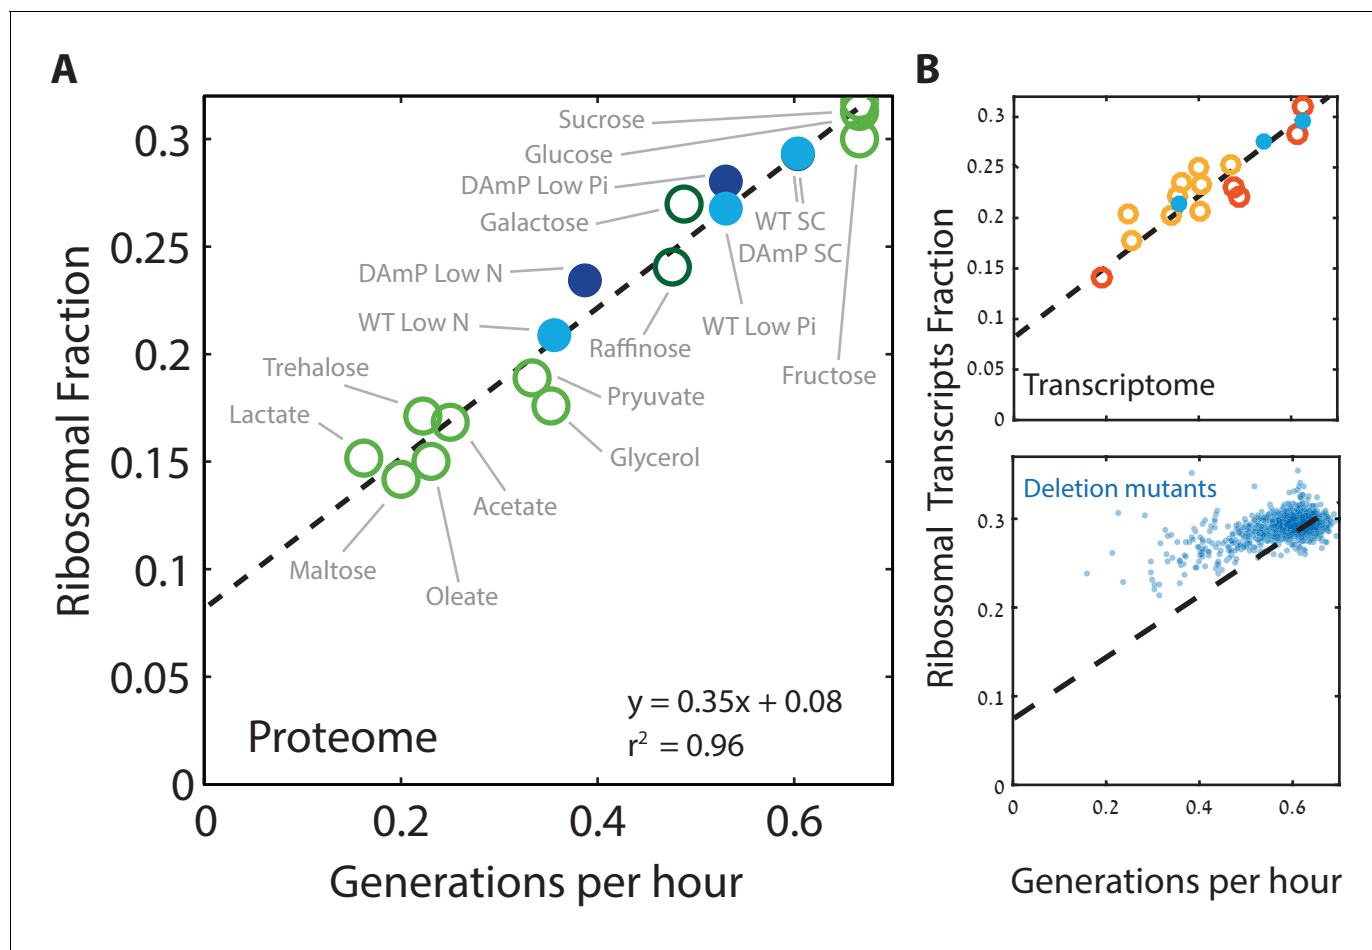 A
0.3
0.25
0.2
0.15
0.1
0.05
0
0
0.2
0.4
0.6
Ribosomal Fraction
Generations per hour
Sucrose
Glucose
DAmP Low Pi
Galactose
WT SC
DAmP SC
DAmP Low N
WT Low N
WT Low Pi
Raffinose
Fructose
Trehalose
Pryuvate
Lactate
Glycerol
Acetate
Maltose
Oleate
y = 0.35x + 0.08
r² = 0.96
Proteome
B
0.3
0.25
0.2
0.15
0.1
0.05
0
Transcriptome
Ribosomal Transcripts Fraction
Deletion mutants
0.3
0.2
0.1
0
0
0.2
0.4
0.6
Generations per hour